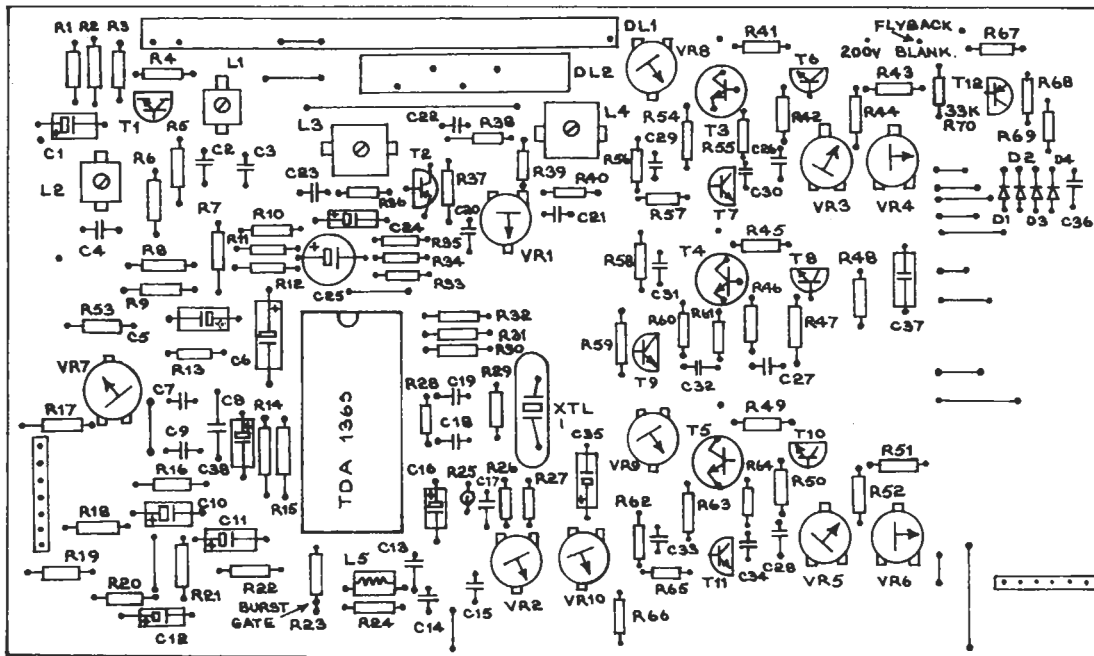 R1 R2 R3
R4
L1
DL1
VR8
R41
FLYBACK
200V BLANK.
R67
DL2
T6
R43
T12
R68
33K
R70
R69
T1
R5
C1
L3
C22
R38
L4
C29
R54
T3
R42
R44
L2
R6
C2
C3
T2
R37
R39
R56
R55
C26
C30
VR3
VR4
D2
D4
C23
R36
R40
R57
T7
D1
D3
C36
C4
R7
R10
C24
C20
C21
VR1
R8
R11
R35
R34
R33
R58
T4
R45
T8
R48
R9
R12
C25
C31
R46
R53
C5
C6
R32
R31
R30
R59
R60
R61
R47
C37
R13
T9
C32
C27
VR7
C7
C8
R14
TDA 1365
R28
C19
R29
XTL
1
R17
C9
C18
C35
T5
R49
T10
R16
C38
R15
C16
R25
C17
R26
R27
VR9
R64
R50
R51
C10
R62
R63
R52
R18
C11
R19
R20
R21
R22
L5
C13
C33
C34
C28
T11
VR5
VR6
BURST
GATE
R23
R24
C14
C15
VR2
VR10
R65
C12
R66